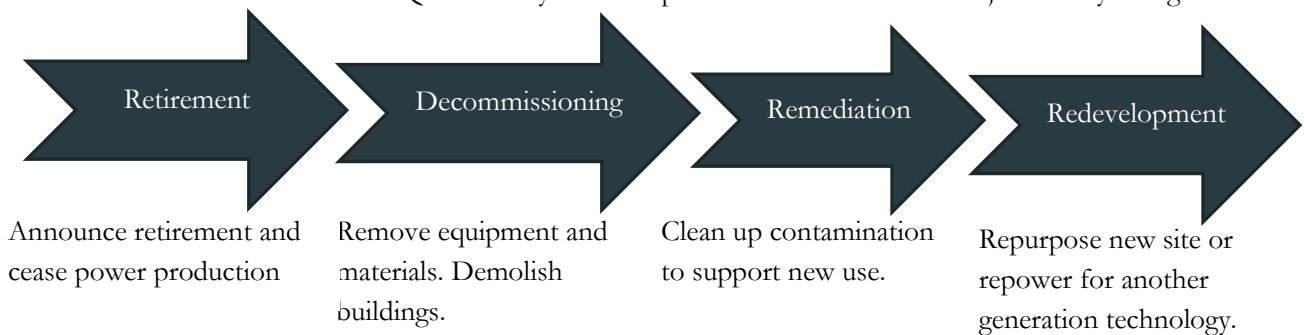 Retirement
Announce retirement and
cease power production
Decommissioning
Remove equipment and
materials. Demolish
buildings.
Remediation
Clean up contamination
to support new use.
Redevelopment
Repurpose new site or
repower for another
generation technology.